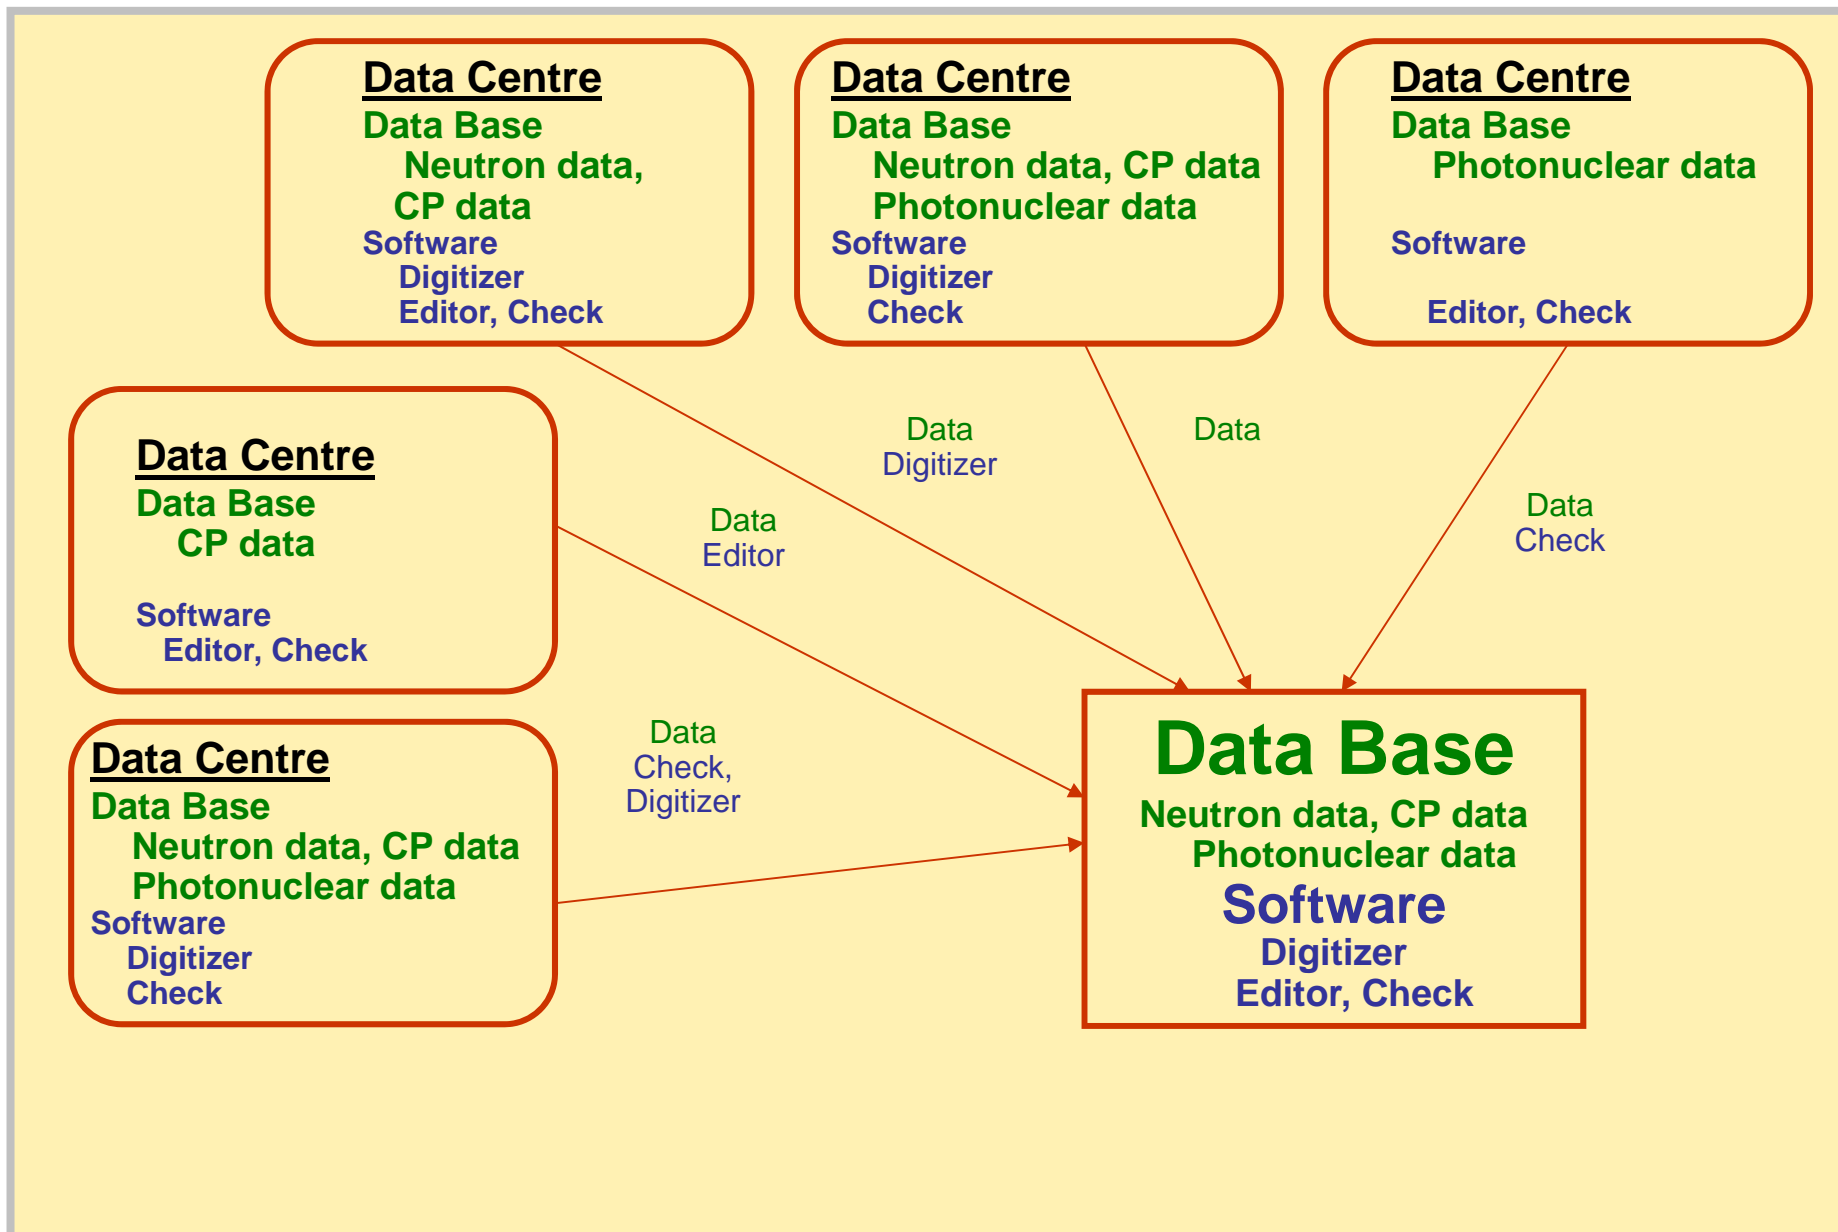 Data Centre
Data Base
Neutron data,
CP data
Software
Digitizer
Editor, Check
Data Centre
Data Base
Neutron data, CP data
Photonuclear data
Software
Digitizer
Check
Data Centre
Data Base
Photonuclear data
Software
Editor, Check
Data Centre
Data Base
CP data
Software
Editor, Check
Data
Digitizer
Data
Data
Check
Data
Editor
Data Centre
Data Base
Neutron data, CP data
Photonuclear data
Software
Digitizer
Check
Data
Check,
Digitizer
Data Base
Neutron data, CP data
Photonuclear data
Software
Digitizer
Editor, Check